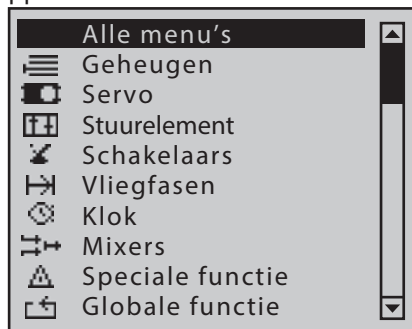 Alle menu's
Geheugen
Servo
Stuurelement
Schakelaars
Vliegfasen
Klok
Mixers
Speciale functie
Globale functie